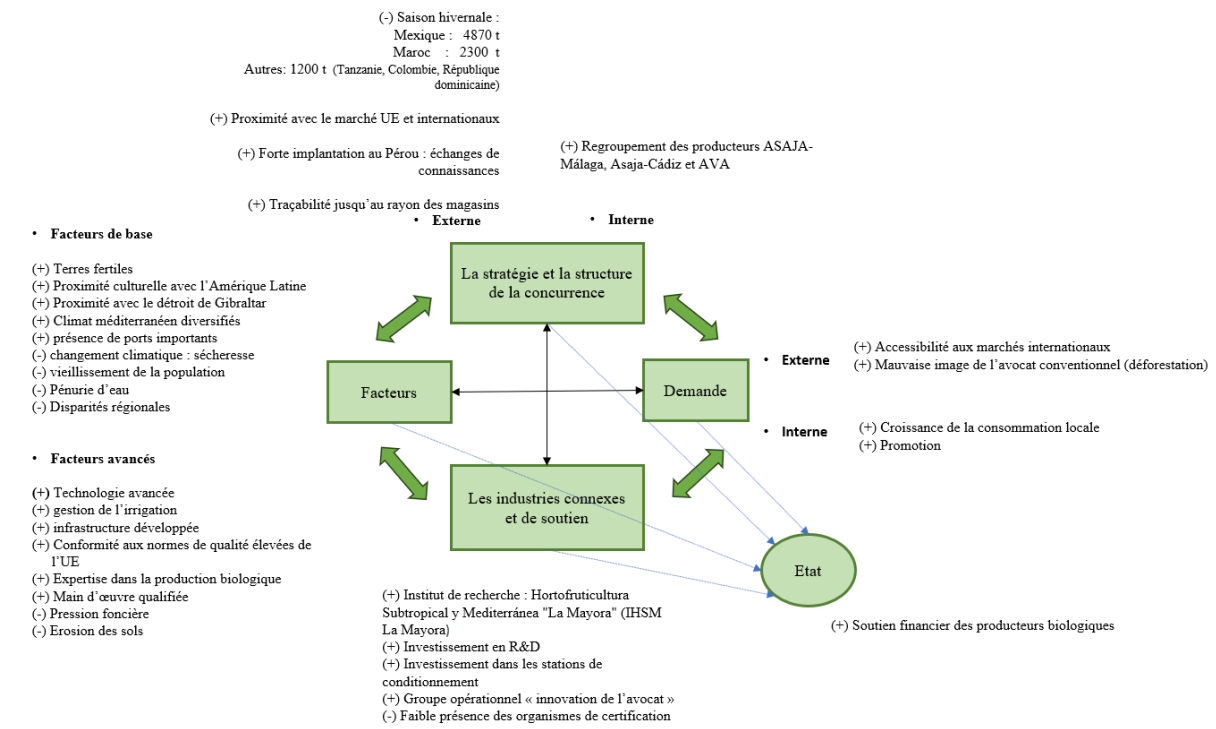 (-) Saison hivernale :
Mexique : 4870 t
Maroc : 2300 t
Autres: 1200 t (Tanzanie, Colombie, République
dominicaine)
(+) Proximité avec le marché UE et internationaux
(+) Forte implantation au Pérou : échanges de
connaissances
(+) Traçabilité jusqu’au rayon des magasins
• Externe
(+) Regroupement des producteurs ASAJA-
Málaga, Asaja-Cádiz et AVA
• Interne
La stratégie et la structure
de la concurrence
• Facteurs de base
(+) Terres fertiles
(+) Proximité culturelle avec l’Amérique Latine
(+) Proximité avec le détroit de Gibraltar
(+) Climat méditerranéen diversifiés
(+) présence de ports importants
(-) changement climatique : sécheresse
(-) vieillissement de la population
(-) Pénurie d’eau
(-) Disparités régionales
Facteurs
Demande
• Externe
(+) Accessibilité aux marchés internationaux
(+) Mauvaise image de l’avocat conventionnel (déforestation)
• Interne
(+) Croissance de la consommation locale
(+) Promotion
• Facteurs avancés
(+) Technologie avancée
(+) gestion de l’irrigation
(+) infrastructure développée
(+) Conformité aux normes de qualité élevées de
l’UE
(+) Expertise dans la production biologique
(+) Main d’œuvre qualifiée
(-) Pression foncière
(-) Erosion des sols
Les industries connexes
et de soutien
Etat
(+) Institut de recherche : Hortofruticultura
Subtropical y Mediterránea "La Mayora" (IHSM
La Mayora)
(+) Investissement en R&D
(+) Investissement dans les stations de
conditionnement
(+) Groupe opérationnel « innovation de l’avocat »
(-) Faible présence des organismes de certification
(+) Soutien financier des producteurs biologiques